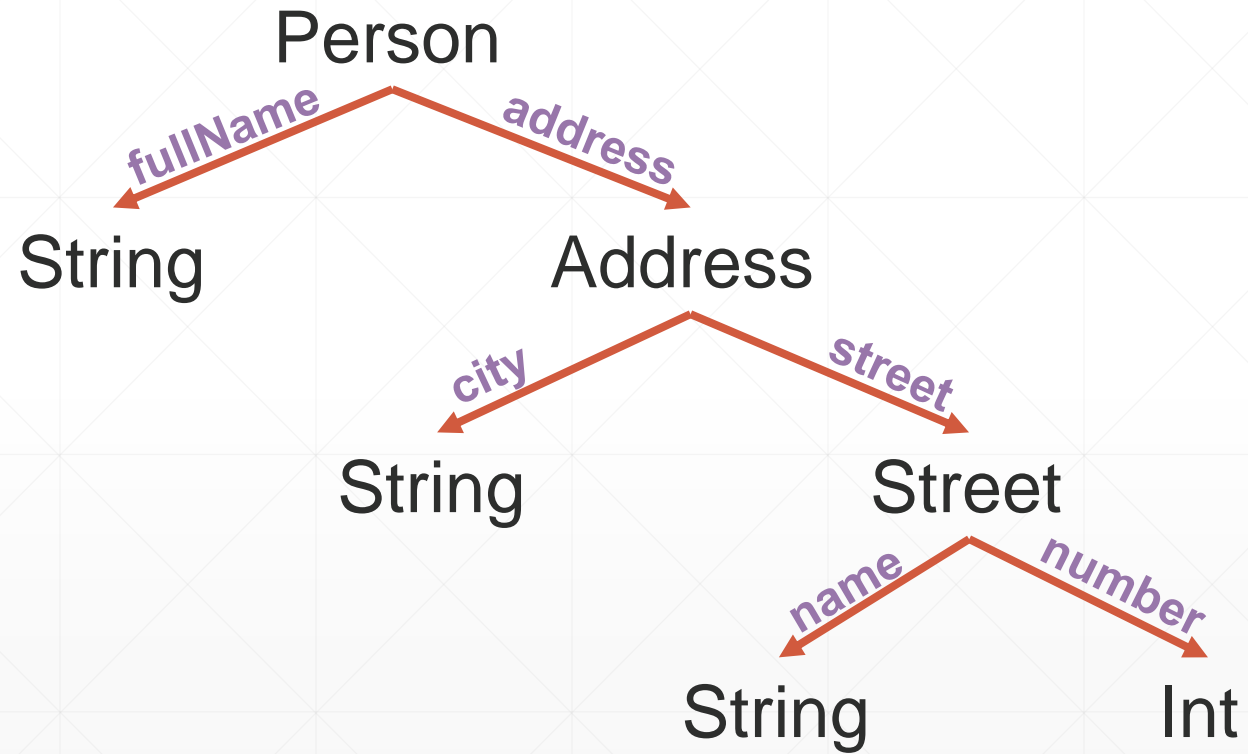 Person
fullName
address
String
Address
city
street
String
Street
name
number
String
Int